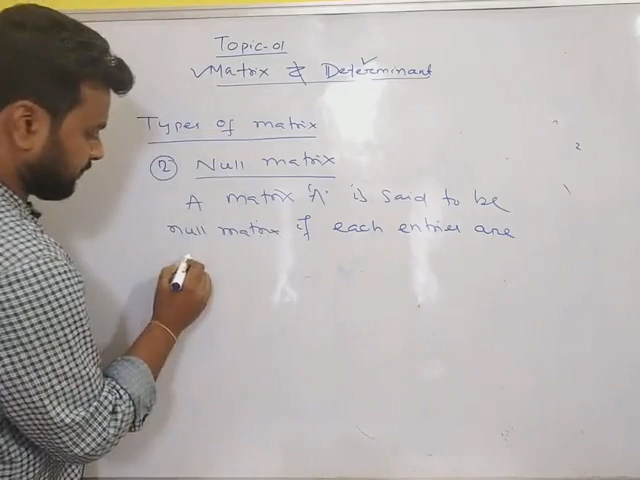 Topic-01
Matrix & Determinant
Types of matrix
② Null matrix
A matrix 'A' is said to be
null matrix if each entries are